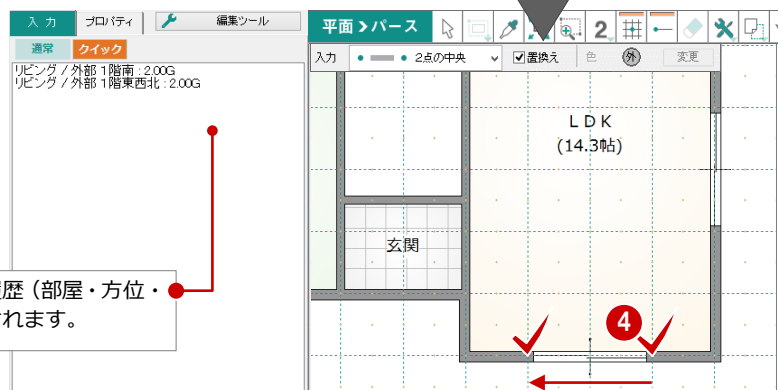 入 力 プロパティ 編集ツール
通常 クイック
リビング / 外部 1階南 : 2.00G
リビング / 外部 1階東西北 : 2.00G
歴（部屋・方位・
れます。
平面 > パース 2
入力 2点の中央 置換え 色 外 変更
ＬＤＫ
(14.3帖)
玄関
4